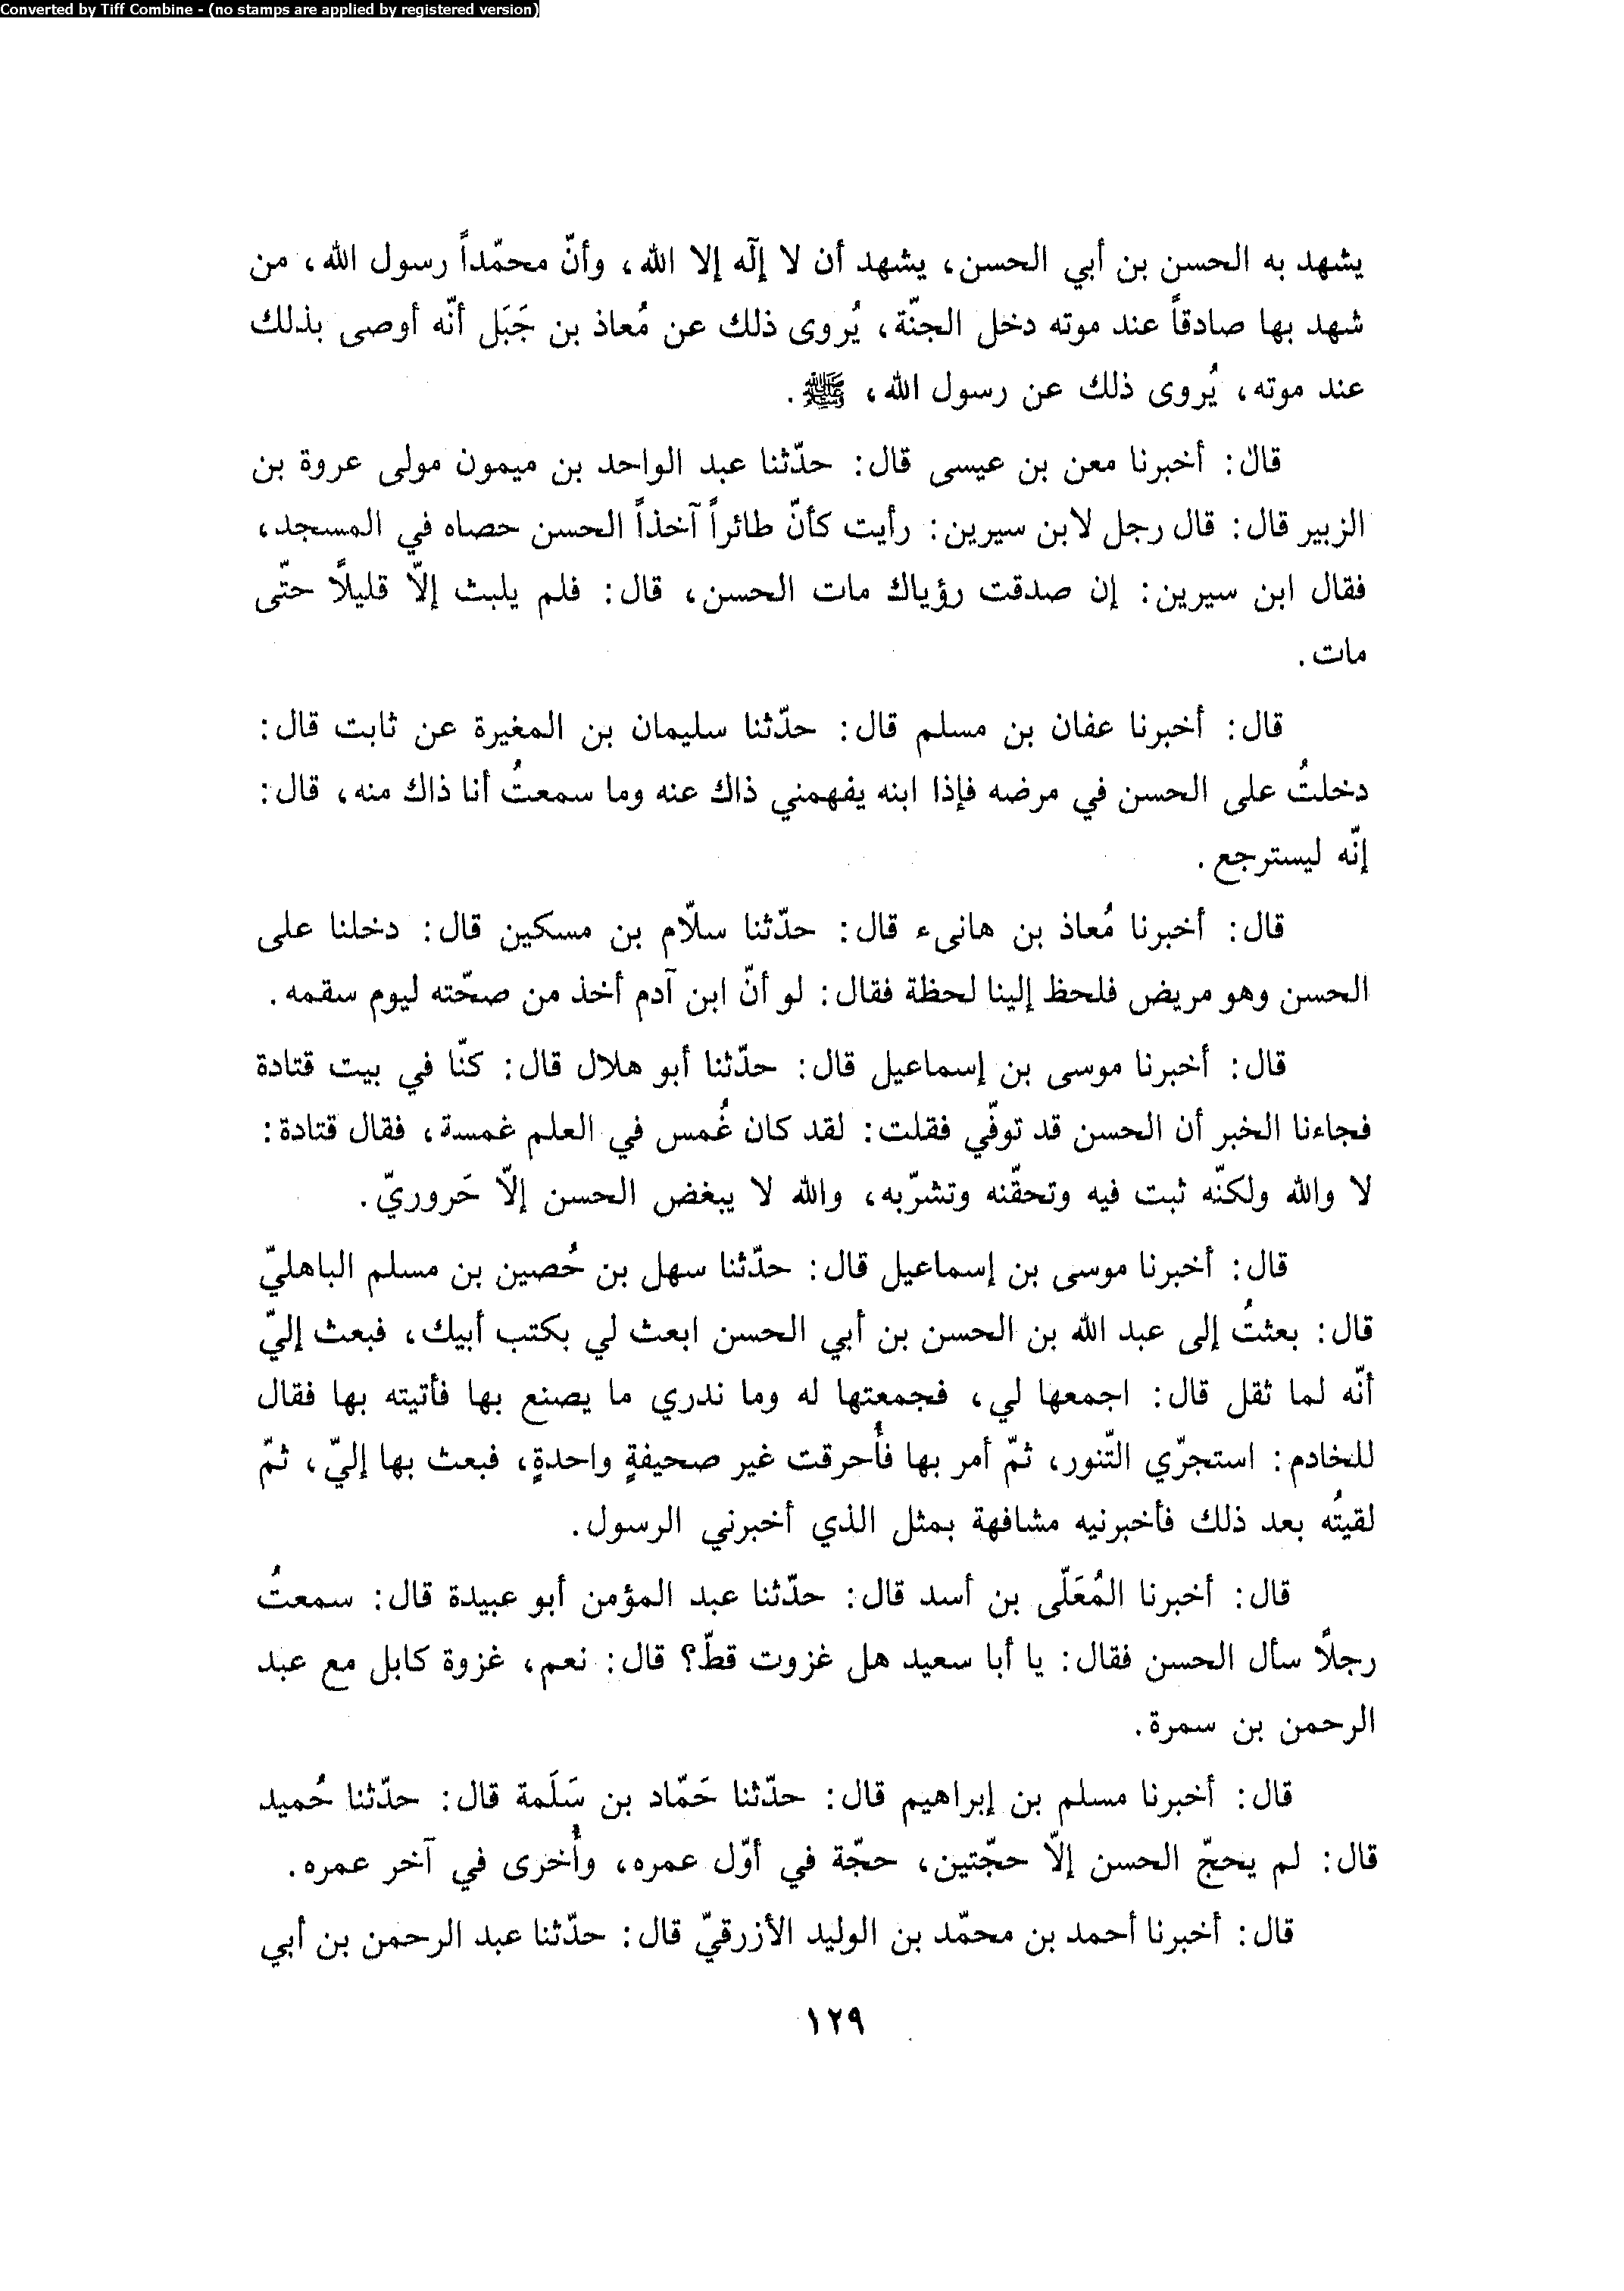 Converted by Tiff Combine - (no stamps are applied by registered version)
يشهد به الحسن بن أبي الحسن، يشهد أن لا إلٓه إلا الله، وأنّ محمّداً رسول الله، من
شهد بها صادقاً عند موته دخل الجنّة، يُروى ذلك عن مُعاذ بن جَبَل أنّه أوصى بذلك
عند موته، يُروى ذلك عن رسول الله، ﷺ.
قال: أخبرنا معن بن عيسى قال: حدّثنا عبد الواحد بن ميمون مولى عروة بن
الزبير قال: قال رجل لابن سيرين: رأيت كأنّ طائراً آخذاً الحسن حصاه في المسجد،
فقال ابن سيرين: إن صدقت رؤياك مات الحسن، قال: فلم يلبث إلّا قليلًا حتّى
مات.
قال: أخبرنا عفان بن مسلم قال: حدّثنا سليمان بن المغيرة عن ثابت قال:
دخلتُ على الحسن في مرضه فإذا ابنه يفهمني ذاك عنه وما سمعتُ أنا ذاك منه، قال:
إنّه ليسترجع.
قال: أخبرنا مُعاذ بن هانىء قال: حدّثنا سلّام بن مسكين قال: دخلنا على
الحسن وهو مريض فلحظ إلينا لحظة فقال: لو أنّ ابن آدم أخذ من صحّته ليوم سقمه.
قال: أخبرنا موسى بن إسماعيل قال: حدّثنا أبو هلال قال: كنّا في بيت قتادة
فجاءنا الخبر أن الحسن قد توفّي فقلت: لقد كان غُمس في العلم غمسة، فقال قتادة:
لا والله ولكنّه ثبت فيه وتحقّنه وتشرّبه، والله لا يبغض الحسن إلّا حَروريّ.
قال: أخبرنا موسى بن إسماعيل قال: حدّثنا سهل بن حُصين بن مسلم الباهليّ
قال: بعثتُ إلى عبد الله بن الحسن بن أبي الحسن ابعث لي بكتب أبيك، فبعث إليّ
أنّه لما ثقل قال: اجمعها لي، فجمعتها له وما ندري ما يصنع بها فأتيته بها فقال
للخادم: استجرّي التّنور، ثمّ أمر بها فأُحرقت غير صحيفةٍ واحدةٍ، فبعث بها إليّ، ثمّ
لقيتُه بعد ذلك فأخبرنيه مشافهة بمثل الذي أخبرني الرسول.
قال: أخبرنا المُعَلّى بن أسد قال: حدّثنا عبد المؤمن أبو عبيدة قال: سمعتُ
رجلًا سأل الحسن فقال: يا أبا سعيد هل غزوت قطّ؟ قال: نعم، غزوة كابل مع عبد
الرحمن بن سمرة.
قال: أخبرنا مسلم بن إبراهيم قال: حدّثنا حَمّاد بن سَلَمة قال: حدّثنا حُميد
قال: لم يحجّ الحسن إلّا حجّتين، حجّة في أوّل عمره، وأُخرى في آخر عمره.
قال: أخبرنا أحمد بن محمّد بن الوليد الأزرقيّ قال: حدّثنا عبد الرحمن بن أبي
١٢٩